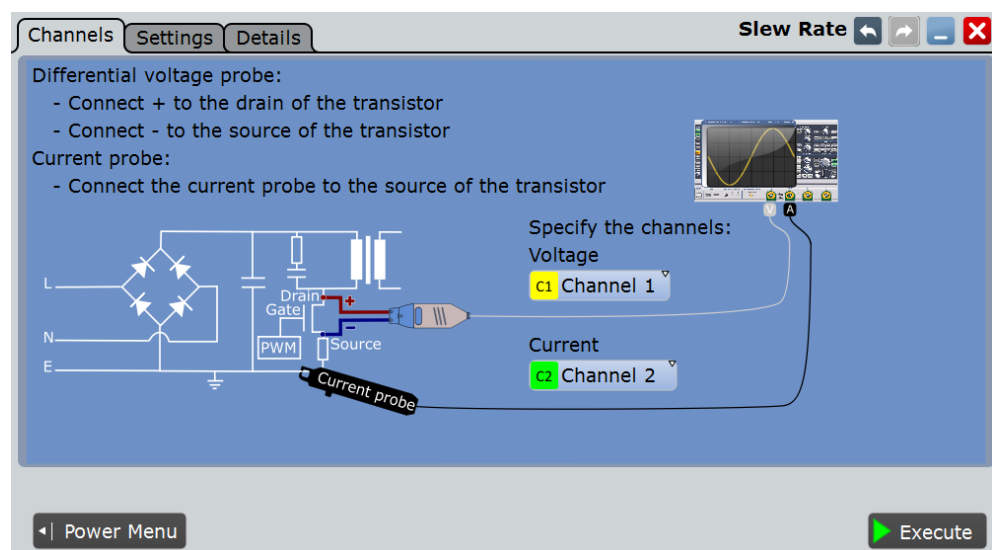 Channels Settings Details Slew Rate
Differential voltage probe:
- Connect + to the drain of the transistor
- Connect - to the source of the transistor
Current probe:
- Connect the current probe to the source of the transistor
V A
Specify the channels:
Voltage
C1 Channel 1
L
Drain +
Gate
N
PWM
- Source
Current
E
C2 Channel 2
Current probe
Power Menu
Execute